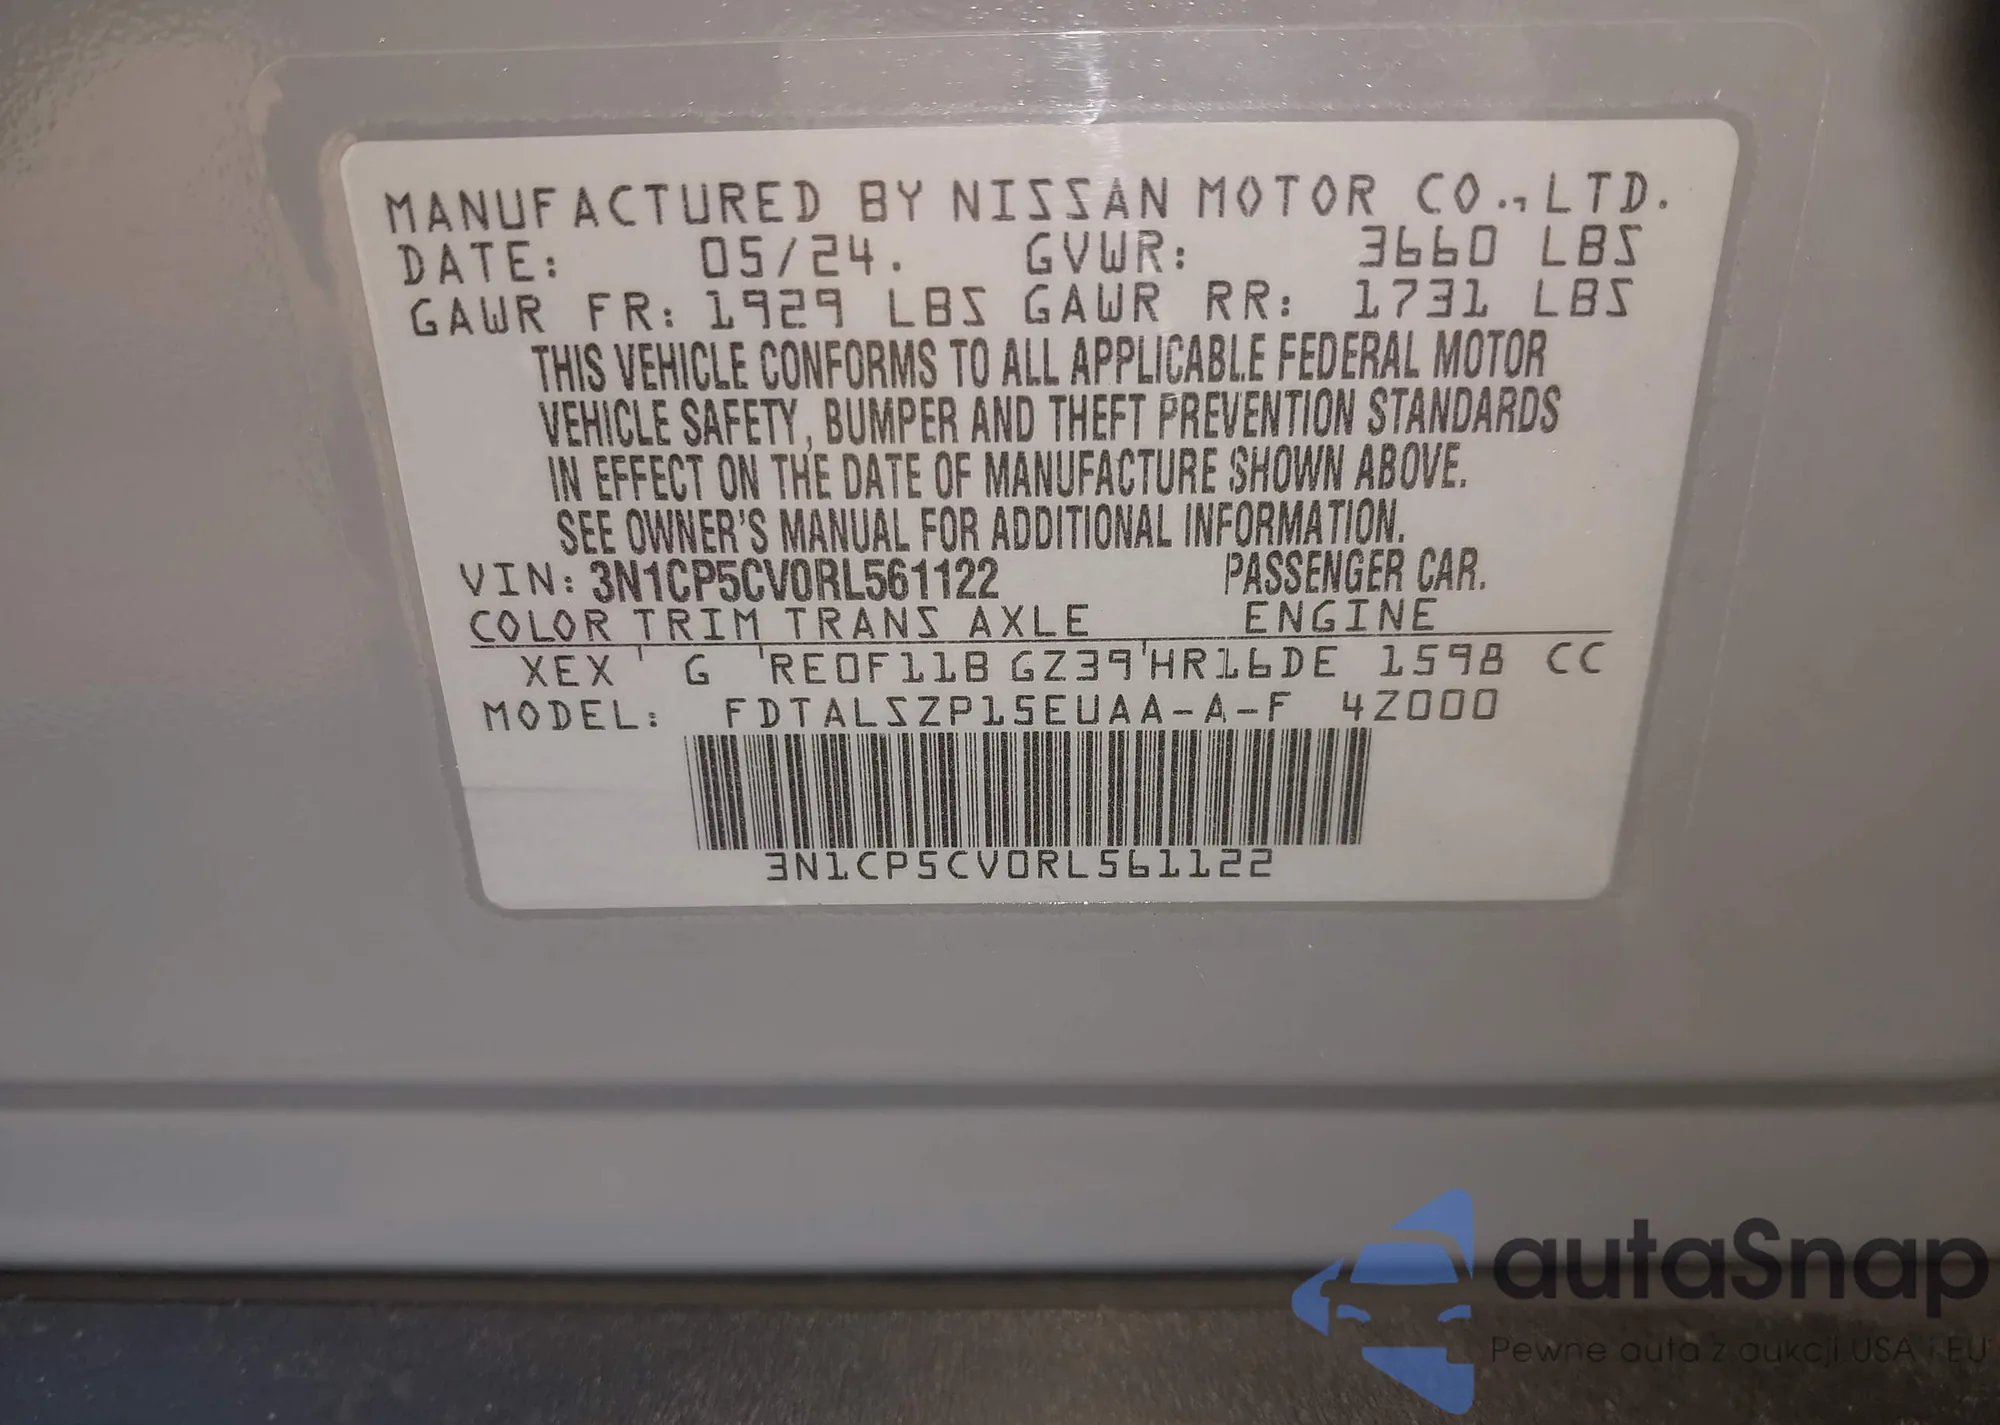 MANUFACTURED BY NISSAN MOTOR CO., LTD.
DATE: 05/24. GVWR: 3660 LBS
GAWR FR: 1929 LBS GAWR RR: 1731 LBS
THIS VEHICLE CONFORMS TO ALL APPLICABLE FEDERAL MOTOR
VEHICLE SAFETY, BUMPER AND THEFT PREVENTION STANDARDS
IN EFFECT ON THE DATE OF MANUFACTURE SHOWN ABOVE.
SEE OWNER'S MANUAL FOR ADDITIONAL INFORMATION.
VIN: 3N1CP5CV0RL561122 PASSENGER CAR.
COLOR TRIM TRANS AXLE ENGINE
XEX ' G 'RE0F11B GZ39'HR16DE 1598 CC
MODEL: FDTALSZP15EUAA-A-F 4Z000
3N1CP5CV0RL561122
autaSnap
Pewne auta z aukcji USA i EU